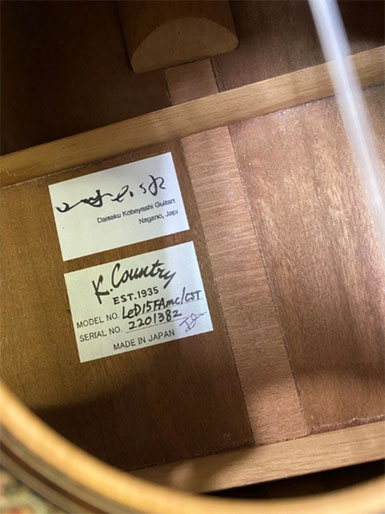 Daisaku Kobayashi Guitars
Nagano, Japa
K. Country
EST.1935
MODEL NO. LeD15FAmc/CST
SERIAL NO. 2201382
MADE IN JAPAN